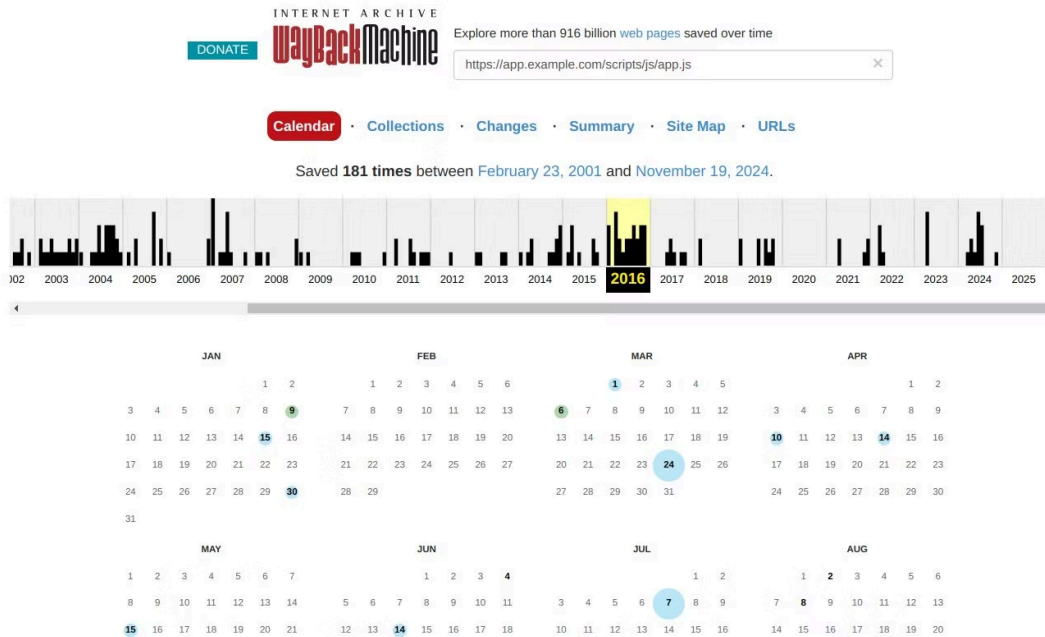 INTERNET ARCHIVE
DONATE
WayBackMachine
Explore more than 916 billion web pages saved over time
https://app.example.com/scripts/js/app.js ×
Calendar · Collections · Changes · Summary · Site Map · URLs
Saved 181 times between February 23, 2001 and November 19, 2024.
002 2003 2004 2005 2006 2007 2008 2009 2010 2011 2012 2013 2014 2015 2016 2017 2018 2019 2020 2021 2022 2023 2024 2025
JAN FEB MAR APR
1 2 1 2 3 4 5 6 1 2 3 4 5 1 2
3 4 5 6 7 8 9 7 8 9 10 11 12 13 6 7 8 9 10 11 12 3 4 5 6 7 8 9
10 11 12 13 14 15 16 14 15 16 17 18 19 20 13 14 15 16 17 18 19 10 11 12 13 14 15 16
17 18 19 20 21 22 23 21 22 23 24 25 26 27 20 21 22 23 24 25 26 17 18 19 20 21 22 23
24 25 26 27 28 29 30 28 29 27 28 29 30 31 24 25 26 27 28 29 30
31
MAY JUN JUL AUG
1 2 3 4 5 6 7 1 2 3 4 1 2 1 2 3 4 5 6
8 9 10 11 12 13 14 5 6 7 8 9 10 11 3 4 5 6 7 8 9 7 8 9 10 11 12 13
15 16 17 18 19 20 21 12 13 14 15 16 17 18 10 11 12 13 14 15 16 14 15 16 17 18 19 20